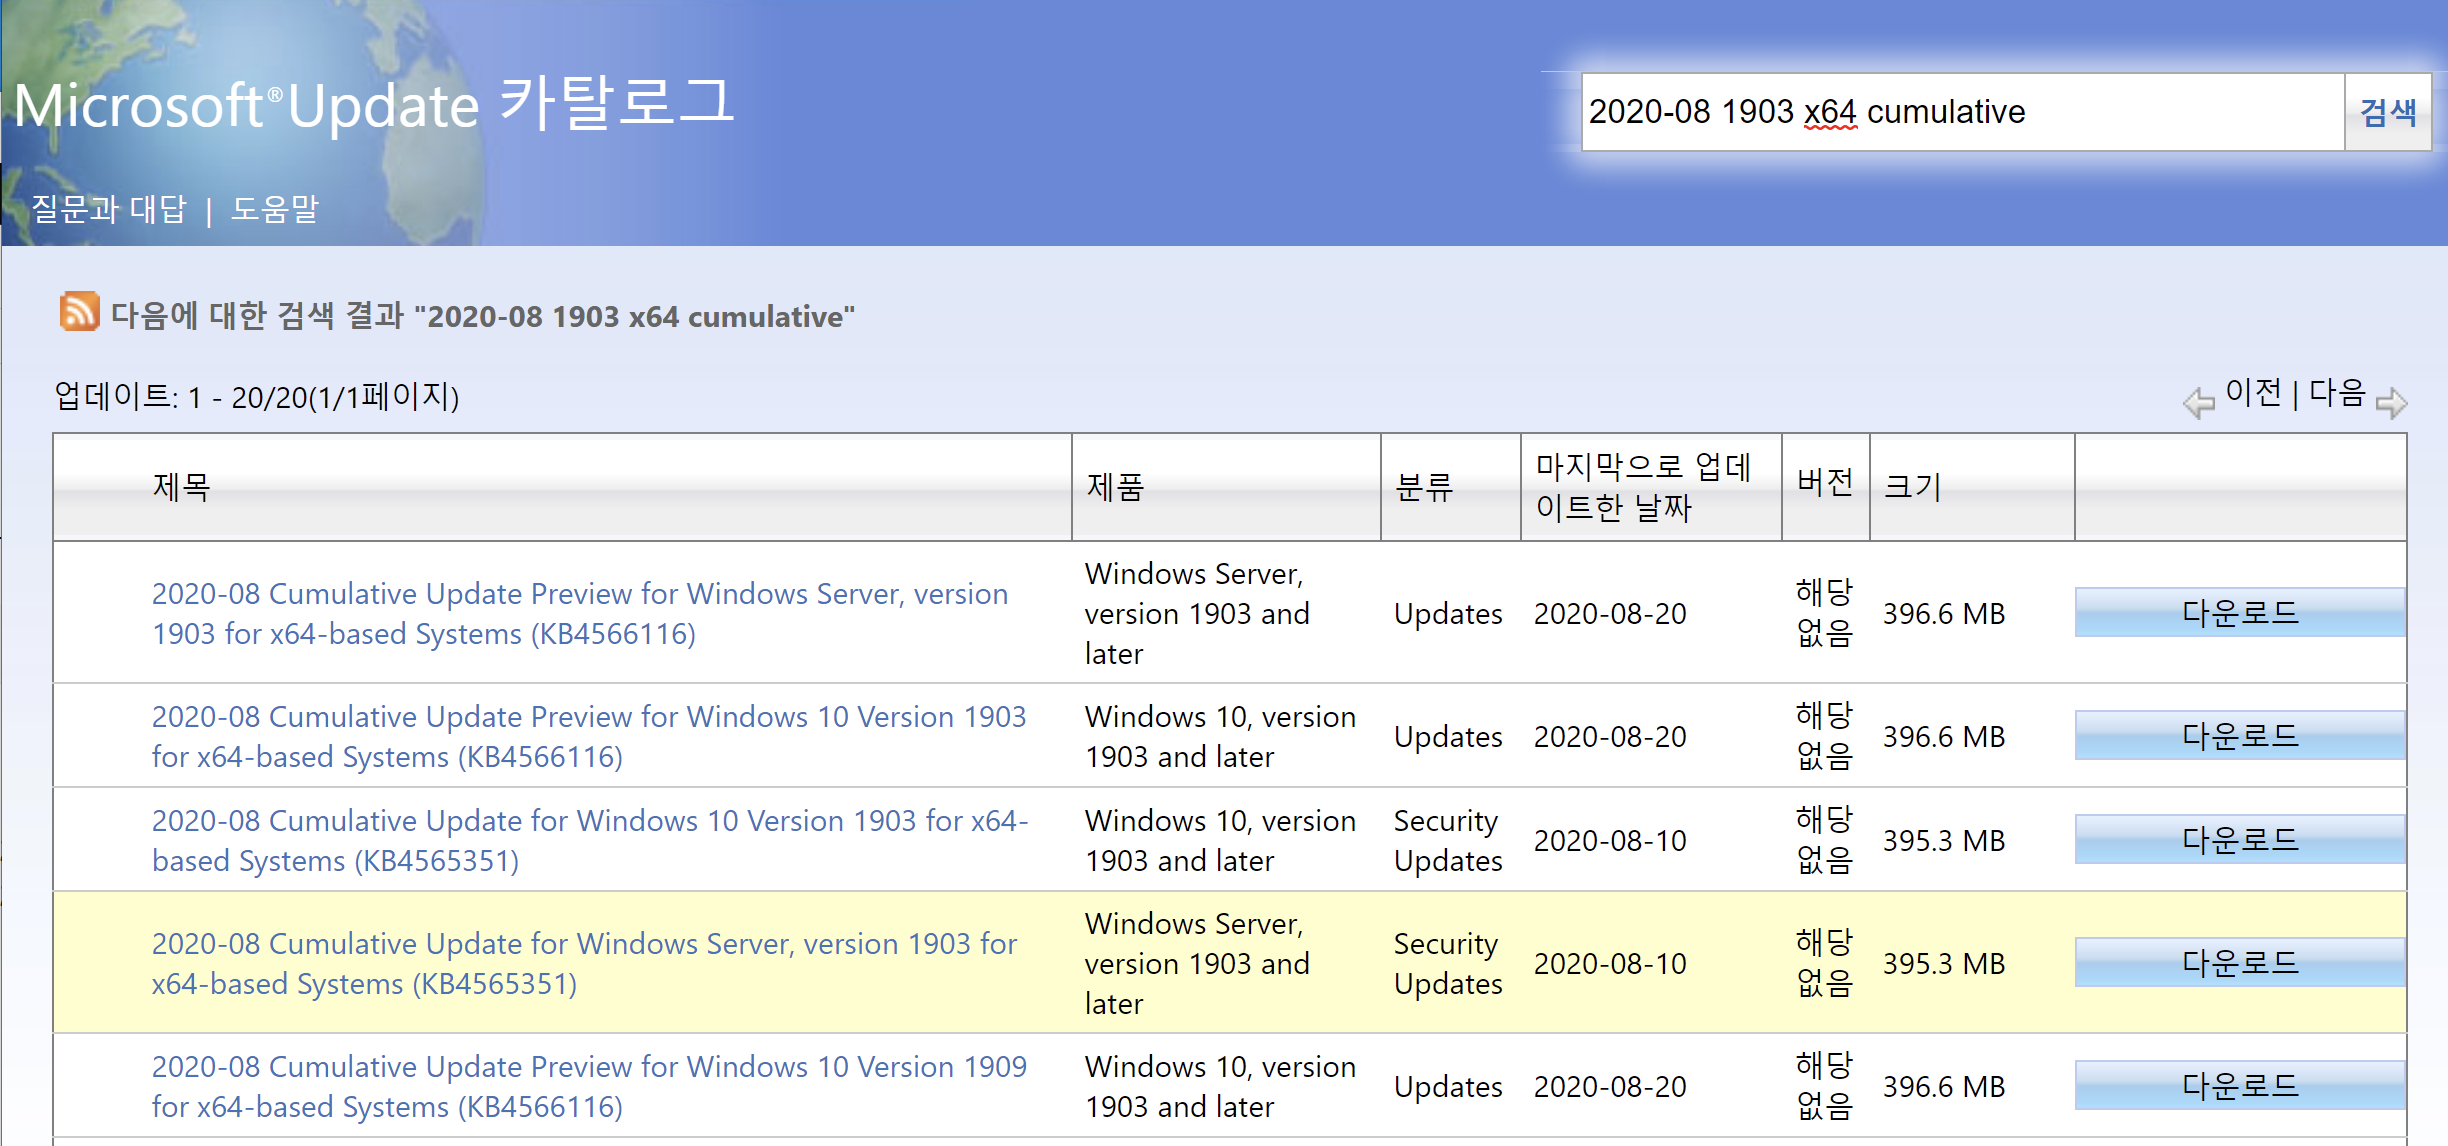 Microsoft®Update 카탈로그
2020-08 1903 x64 cumulative
검색
질문과 대답 | 도움말
다음에 대한 검색 결과 "2020-08 1903 x64 cumulative"
업데이트: 1 - 20/20(1/1페이지)
이전 | 다음
제목
제품
분류
마지막으로 업데
이트한 날짜
버전
크기
2020-08 Cumulative Update Preview for Windows Server, version
1903 for x64-based Systems (KB4566116)
Windows Server,
version 1903 and
later
Updates
2020-08-20
해당
없음
396.6 MB
다운로드
2020-08 Cumulative Update Preview for Windows 10 Version 1903
for x64-based Systems (KB4566116)
Windows 10, version
1903 and later
Updates
2020-08-20
해당
없음
396.6 MB
다운로드
2020-08 Cumulative Update for Windows 10 Version 1903 for x64-
based Systems (KB4565351)
Windows 10, version
1903 and later
Security
Updates
2020-08-10
해당
없음
395.3 MB
다운로드
2020-08 Cumulative Update for Windows Server, version 1903 for
x64-based Systems (KB4565351)
Windows Server,
version 1903 and
later
Security
Updates
2020-08-10
해당
없음
395.3 MB
다운로드
2020-08 Cumulative Update Preview for Windows 10 Version 1909
for x64-based Systems (KB4566116)
Windows 10, version
1903 and later
Updates
2020-08-20
해당
없음
396.6 MB
다운로드